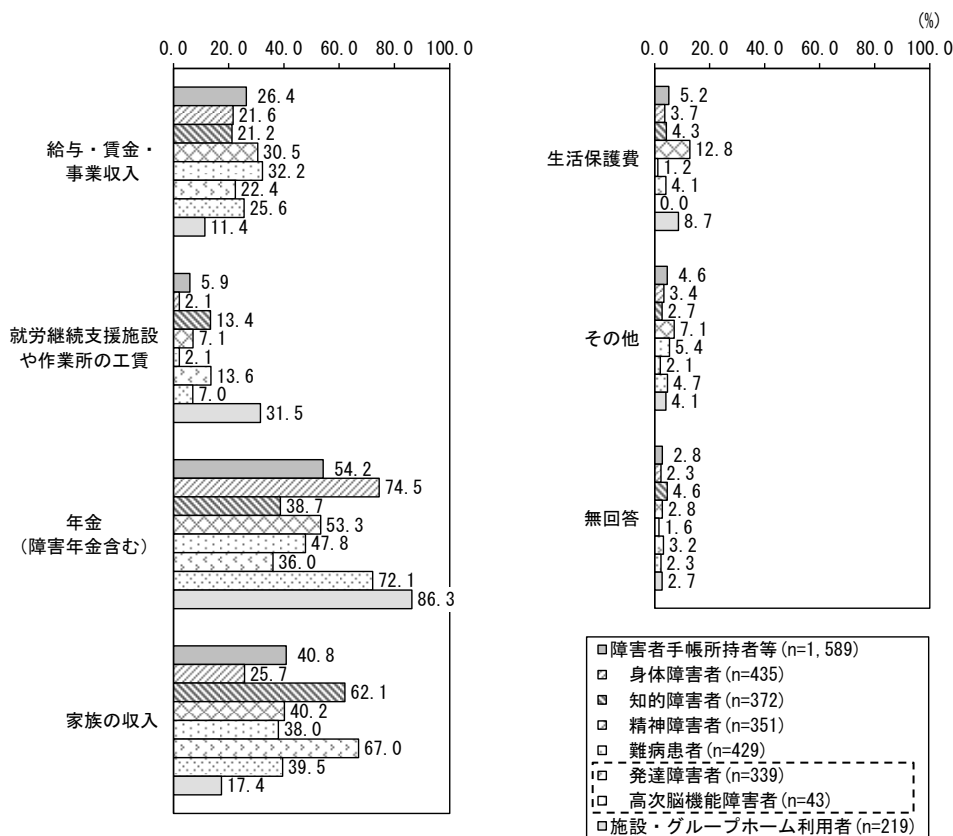 (%)
0.0 20.0 40.0 60.0 80.0 100.0
給与・賃金・
事業収入
26.4
21.6
21.2
30.5
32.2
22.4
25.6
11.4
就労継続支援施設
や作業所の工賃
5.9
2.1
13.4
7.1
2.1
13.6
7.0
31.5
年金
(障害年金含む)
54.2
74.5
38.7
53.3
47.8
36.0
72.1
86.3
家族の収入
40.8
25.7
62.1
40.2
38.0
67.0
39.5
17.4
0.0 20.0 40.0 60.0 80.0 100.0
生活保護費
5.2
3.7
4.3
12.8
1.2
4.1
0.0
8.7
その他
4.6
3.4
2.7
7.1
5.4
2.1
4.7
4.1
無回答
2.8
2.3
4.6
2.8
1.6
3.2
2.3
2.7
障害者手帳所持者等(n=1,589)
身体障害者(n=435)
知的障害者(n=372)
精神障害者(n=351)
難病患者(n=429)
発達障害者(n=339)
高次脳機能障害者(n=43)
施設・グループホーム利用者(n=219)